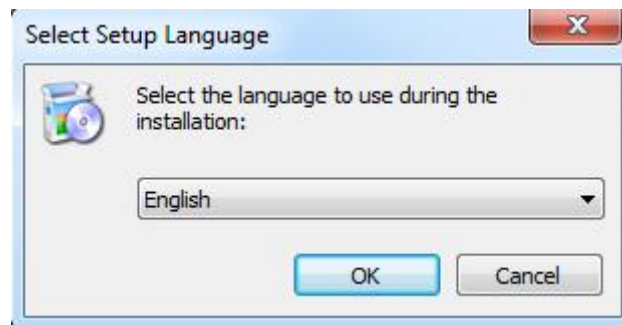 Select Setup Language
Select the language to use during the
installation:
English
OK
Cancel